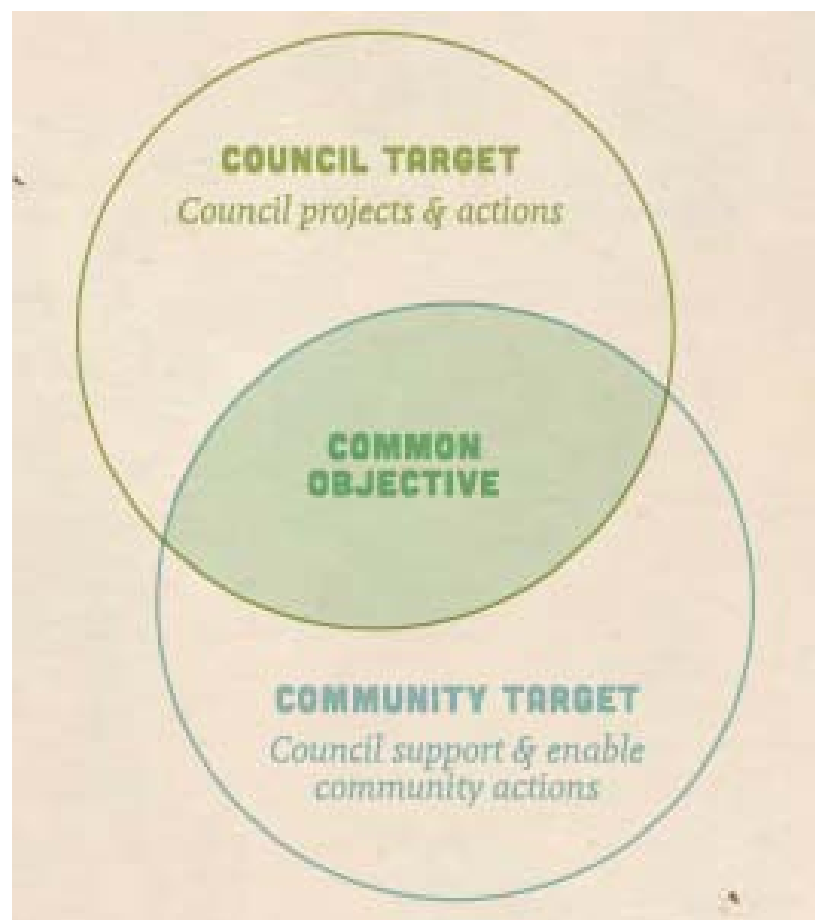 COUNCIL TARGET
Council projects & actions
COMMON
OBJECTIVE
COMMUNITY TARGET
Council support & enable
community actions